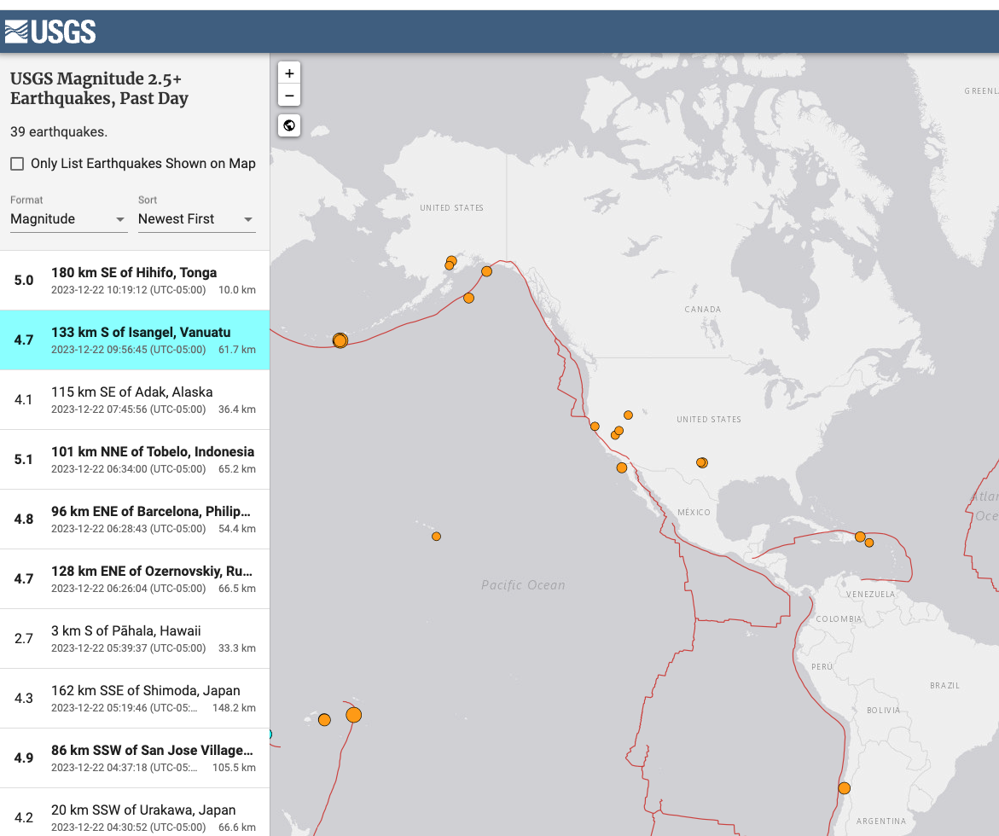 USGS
USGS Magnitude 2.5+
Earthquakes, Past Day
39 earthquakes.
Only List Earthquakes Shown on Map
Format
Sort
Magnitude
Newest First
5.0
180 km SE of Hihifo, Tonga
2023-12-22 10:19:12 (UTC-05:00) 10.0 km
4.7
133 km S of Isangel, Vanuatu
2023-12-22 09:56:45 (UTC-05:00) 61.7 km
4.1
115 km SE of Adak, Alaska
2023-12-22 07:45:56 (UTC-05:00) 36.4 km
5.1
101 km NNE of Tobelo, Indonesia
2023-12-22 06:34:00 (UTC-05:00) 65.2 km
4.8
96 km ENE of Barcelona, Philip…
2023-12-22 06:28:43 (UTC-05:00) 54.4 km
4.7
128 km ENE of Ozernovskiy, Ru…
2023-12-22 06:26:04 (UTC-05:00) 66.5 km
2.7
3 km S of Pāhala, Hawaii
2023-12-22 05:39:37 (UTC-05:00) 33.3 km
4.3
162 km SSE of Shimoda, Japan
2023-12-22 05:19:46 (UTC-05:… 148.2 km
4.9
86 km SSW of San Jose Village…
2023-12-22 04:37:18 (UTC-05:… 105.5 km
4.2
20 km SSW of Urakawa, Japan
2023-12-22 04:30:52 (UTC-05:00) 66.6 km
+
−
GREENL
UNITED STATES
CANADA
UNITED STATES
Atlan
Oce
MÉXICO
Pacific Ocean
VENEZUELA
COLOMBIA
PERÚ
BRAZIL
BOLIVIA
ARGENTINA